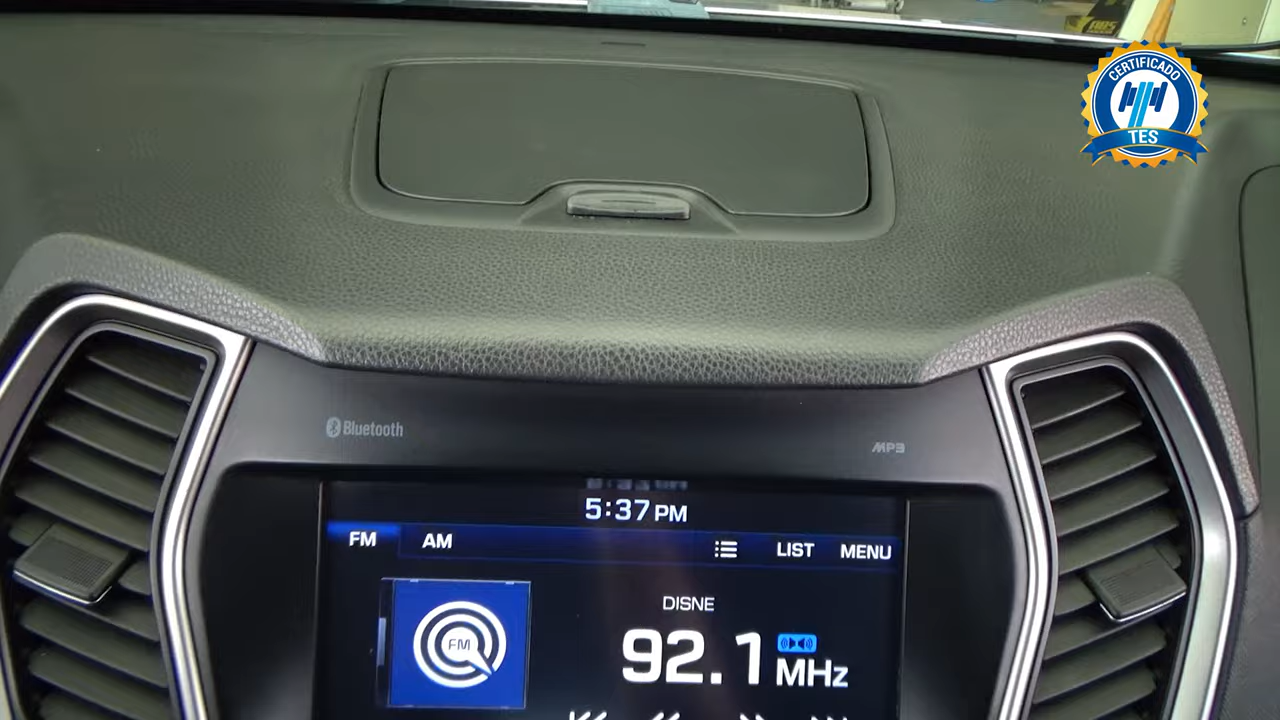 CERTIFICADO
TES
Bluetooth
MP3
5:37 PM
FM
AM
LIST
MENU
DISNE
FM
92.1 MHz